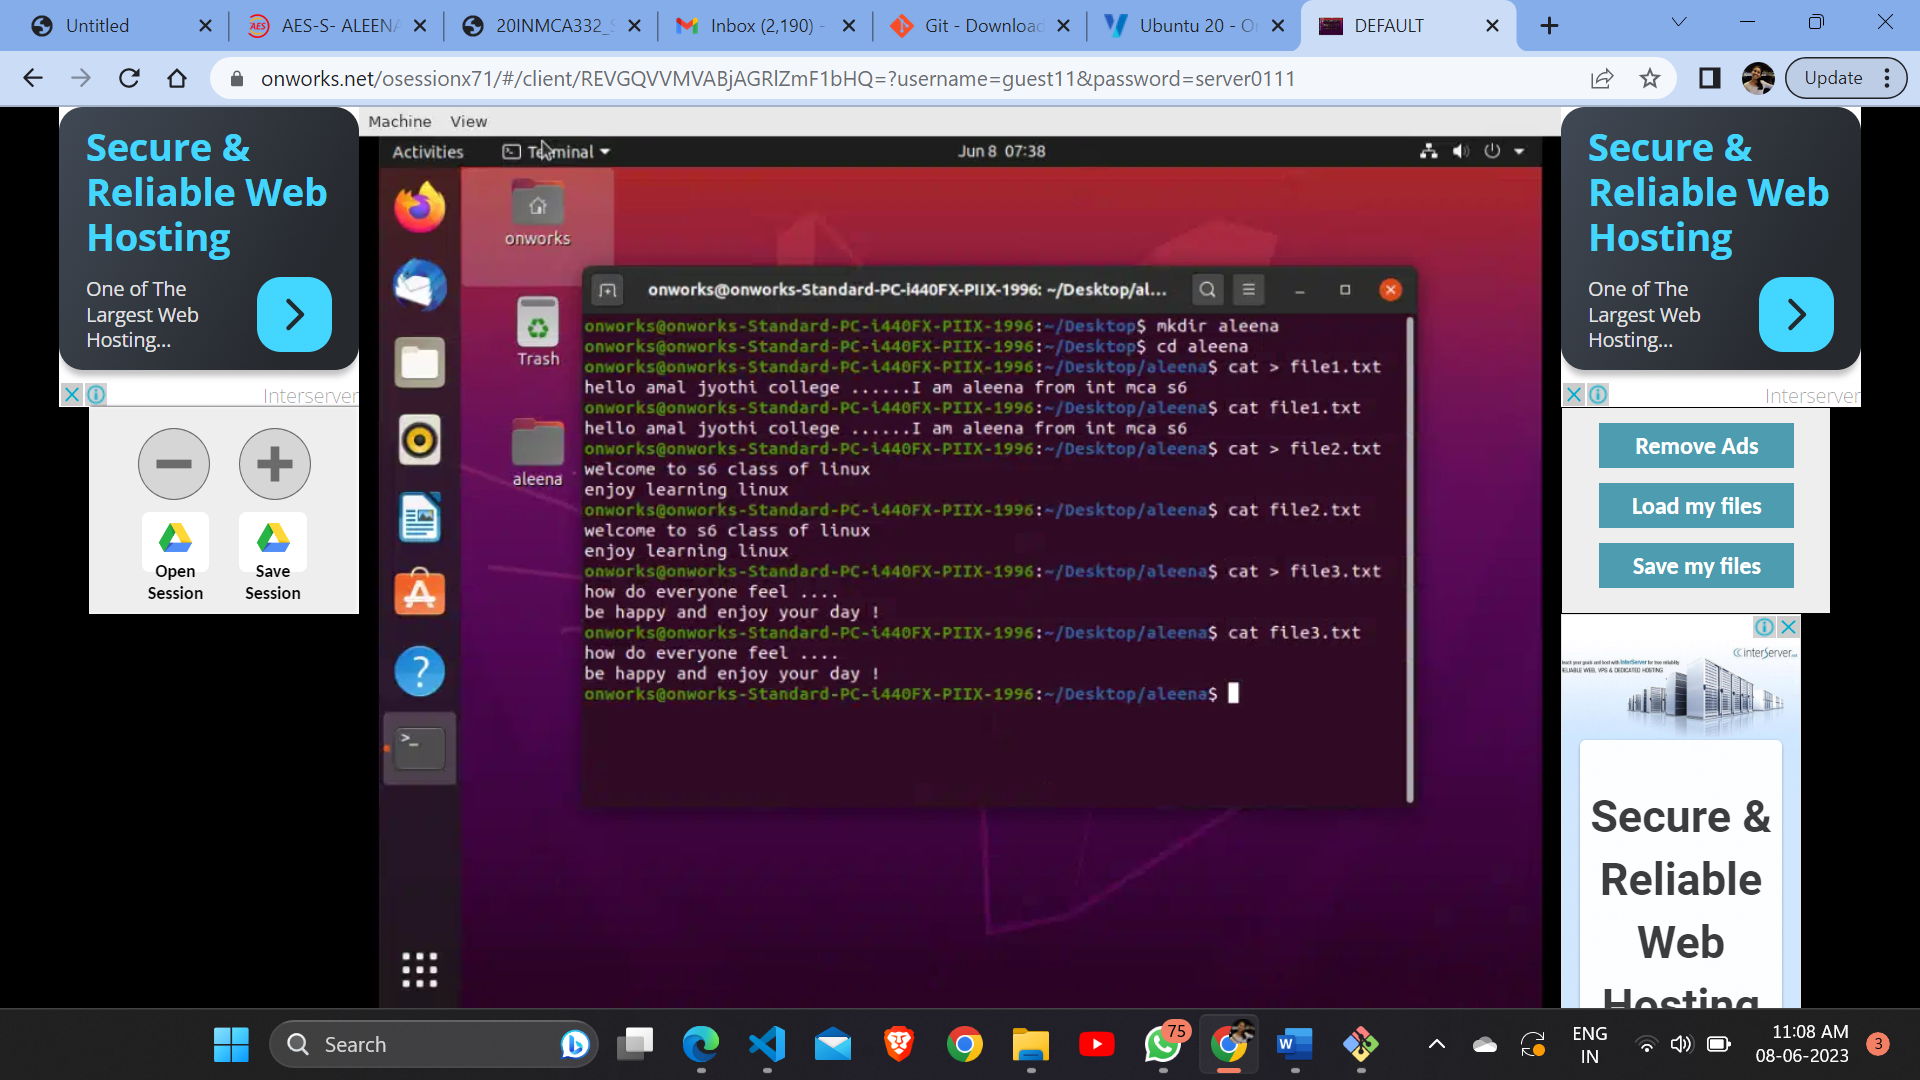 Untitled
AES-S- ALEENA
20INMCA332_S
Inbox (2,190) -
Git - Download
Ubuntu 20 - On
DEFAULT
onworks.net/osessionx71/#/client/REVGQVVMVABjAGRlZmF1bHQ=?username=guest11&password=server0111
Update
Machine View
Activities
Terminal
Jun 8 07:38
Secure &
Reliable Web
Hosting
One of The
Largest Web
Hosting...
Interserver
Open
Session
Save
Session
onworks
Trash
aleena
onworks@onworks-Standard-PC-i440FX-PIIX-1996: ~/Desktop/al...
onworks@onworks-Standard-PC-i440FX-PIIX-1996:~/Desktop$ mkdir aleena
onworks@onworks-Standard-PC-i440FX-PIIX-1996:~/Desktop$ cd aleena
onworks@onworks-Standard-PC-i440FX-PIIX-1996:~/Desktop/aleena$ cat > file1.txt
hello amal jyothi college ......I am aleena from int mca s6
onworks@onworks-Standard-PC-i440FX-PIIX-1996:~/Desktop/aleena$ cat file1.txt
hello amal jyothi college ......I am aleena from int mca s6
onworks@onworks-Standard-PC-i440FX-PIIX-1996:~/Desktop/aleena$ cat > file2.txt
welcome to s6 class of linux
enjoy learning linux
onworks@onworks-Standard-PC-i440FX-PIIX-1996:~/Desktop/aleena$ cat file2.txt
welcome to s6 class of linux
enjoy learning linux
onworks@onworks-Standard-PC-i440FX-PIIX-1996:~/Desktop/aleena$ cat > file3.txt
how do everyone feel ....
be happy and enjoy your day !
onworks@onworks-Standard-PC-i440FX-PIIX-1996:~/Desktop/aleena$ cat file3.txt
how do everyone feel ....
be happy and enjoy your day !
onworks@onworks-Standard-PC-i440FX-PIIX-1996:~/Desktop/aleena$
Secure &
Reliable Web
Hosting
One of The
Largest Web
Hosting...
Interserver
Remove Ads
Load my files
Save my files
InterServer
Secure &
Reliable
Web
Hosting
Search
75
ENG
IN
11:08 AM
08-06-2023
3